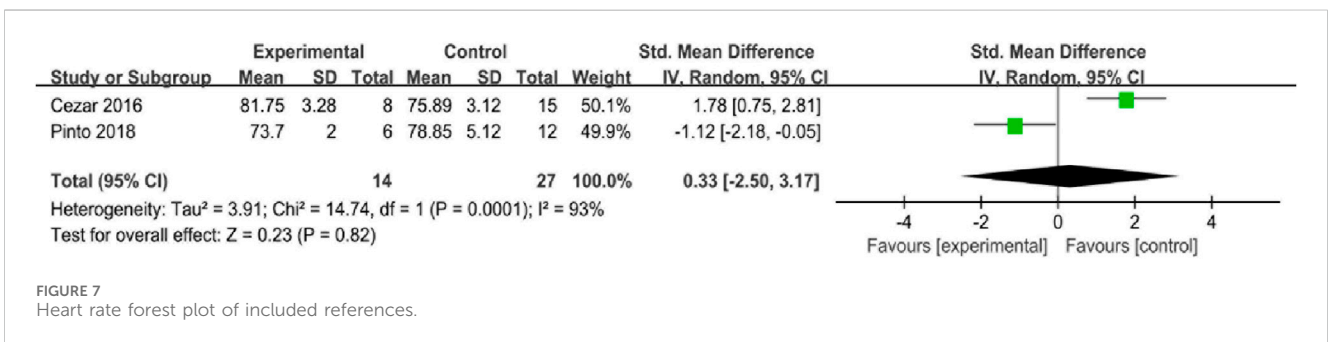 Experimental Control Std. Mean Difference Std. Mean Difference
Study or Subgroup Mean SD Total Mean SD Total Weight IV, Random, 95% CI IV, Random, 95% CI
Cezar 2016 81.75 3.28 8 75.89 3.12 15 50.1% 1.78 [0.75, 2.81]
Pinto 2018 73.7 2 6 78.85 5.12 12 49.9% -1.12 [-2.18, -0.05]
Total (95% CI) 14 27 100.0% 0.33 [-2.50, 3.17]
Heterogeneity: Tau² = 3.91; Chi² = 14.74, df = 1 (P = 0.0001); I² = 93%
Test for overall effect: Z = 0.23 (P = 0.82)
-4 -2 0 2 4
Favours [experimental] Favours [control]
FIGURE 7
Heart rate forest plot of included references.